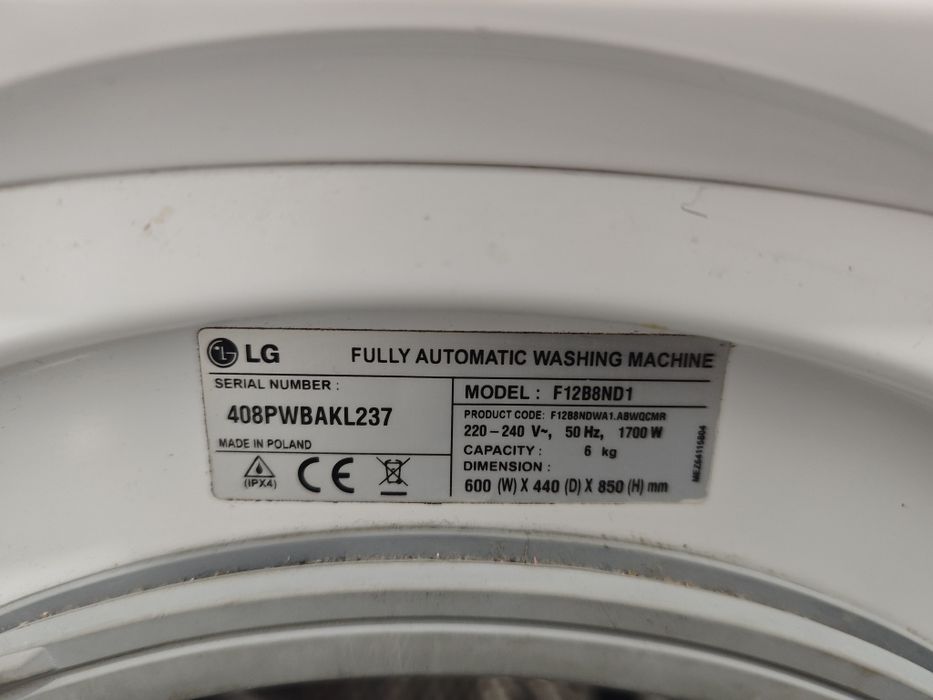 LG FULLY AUTOMATIC WASHING MACHINE
SERIAL NUMBER :
408PWBAKL237
MADE IN POLAND
(IPX4)
CE
MODEL : F12B8ND1
PRODUCT CODE: F12B8NDWA1.ABWQCMR
220-240 V~, 50 Hz, 1700 W
CAPACITY : 6 kg
DIMENSION :
600 (W) X 440 (D) X 850 (H) mm
MEZ64115804